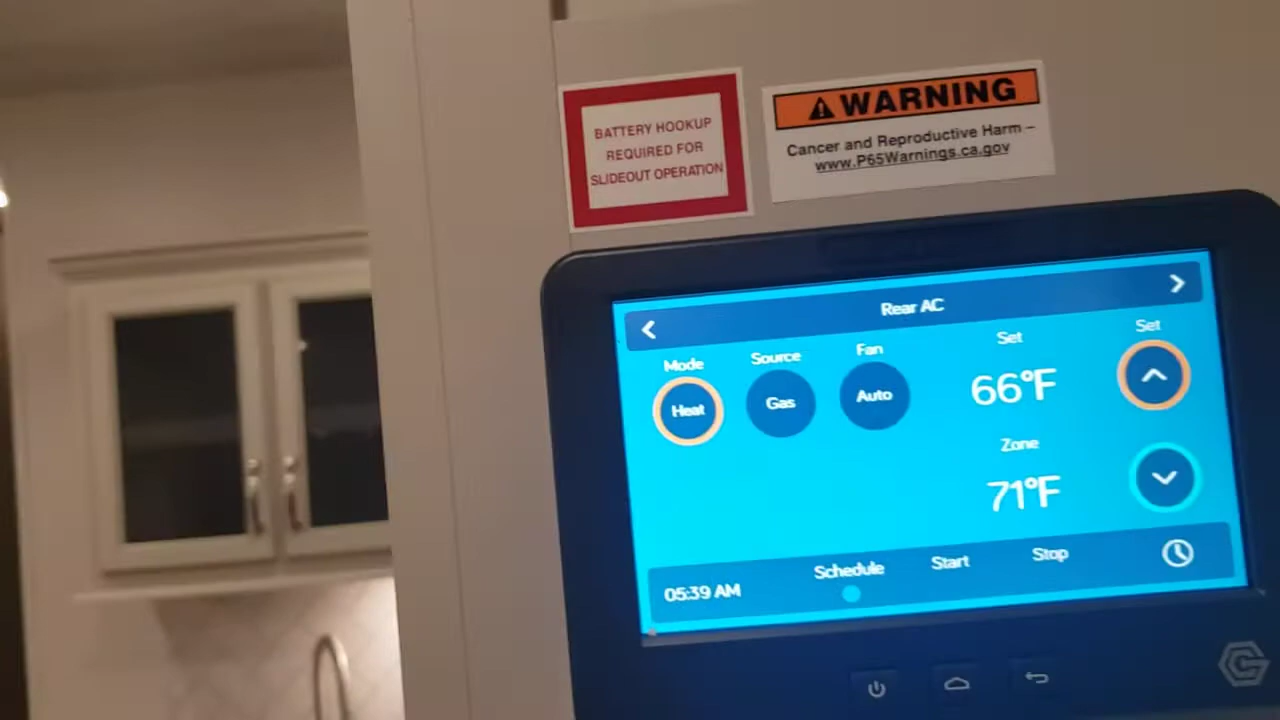 BATTERY HOOKUP
REQUIRED FOR
SLIDEOUT OPERATION
WARNING
Cancer and Reproductive Harm –
www.P65Warnings.ca.gov
Rear AC
Mode
Source
Fan
Set
Set
Heat
Gas
Auto
66°F
Zone
71°F
05:39 AM
Schedule
Start
Stop